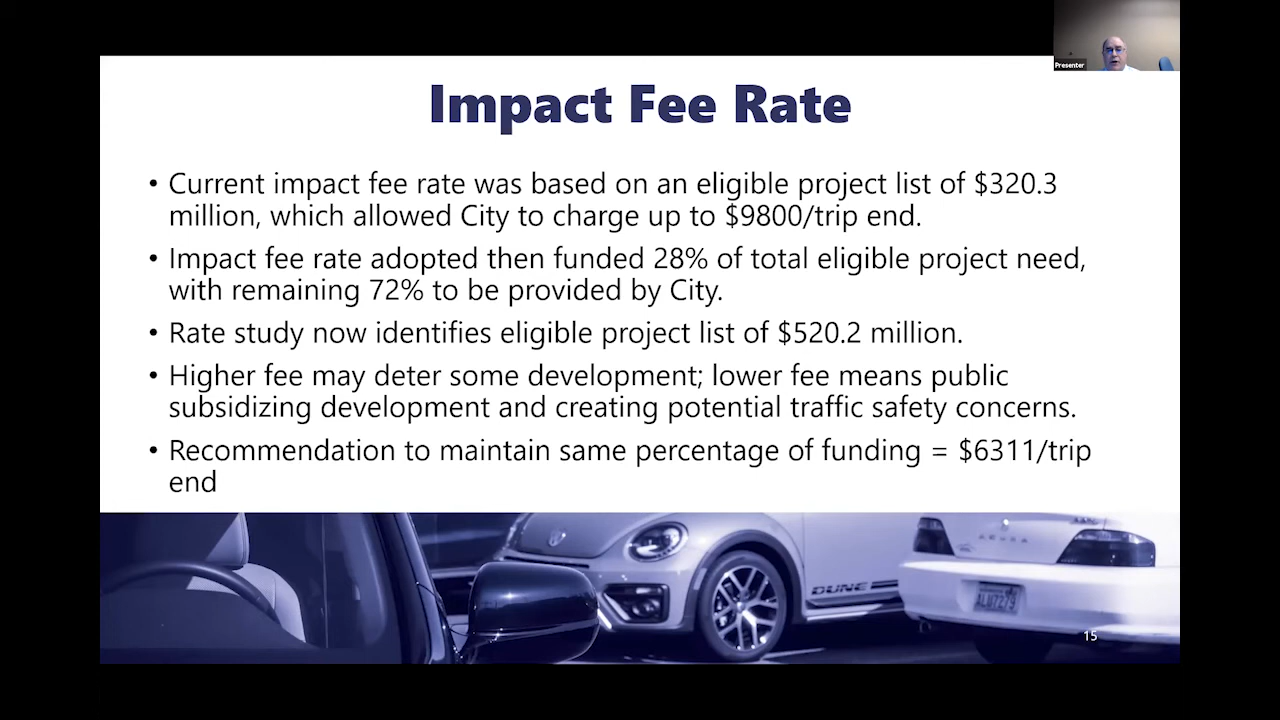 Presenter
Impact Fee Rate
• Current impact fee rate was based on an eligible project list of $320.3
million, which allowed City to charge up to $9800/trip end.
• Impact fee rate adopted then funded 28% of total eligible project need,
with remaining 72% to be provided by City.
• Rate study now identifies eligible project list of $520.2 million.
• Higher fee may deter some development; lower fee means public
subsidizing development and creating potential traffic safety concerns.
• Recommendation to maintain same percentage of funding = $6311/trip
end
ACURA
DUNE
15